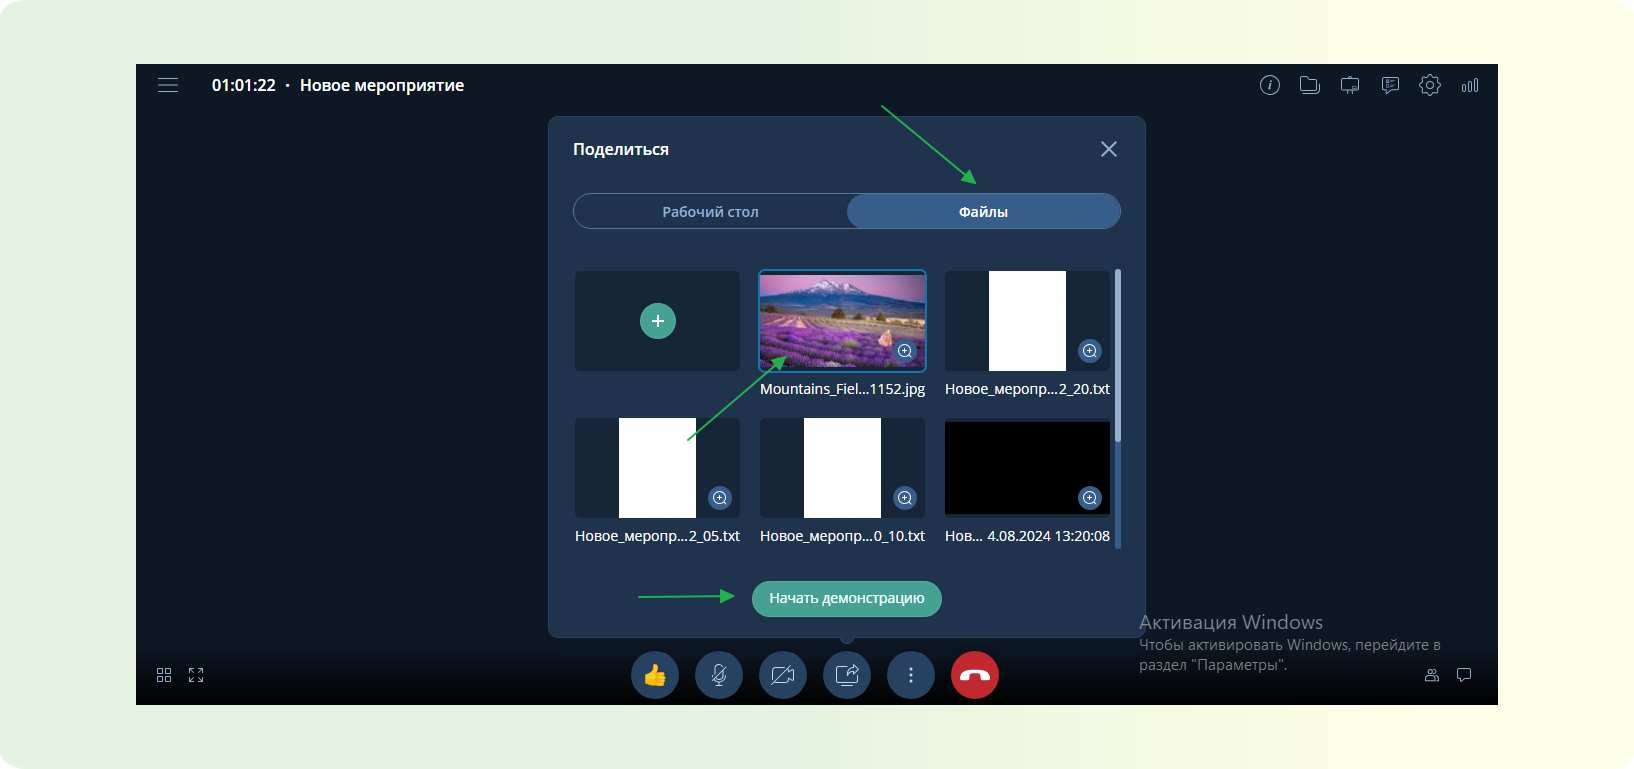 01:01:22 · Новое мероприятие
Поделиться
Рабочий стол
Файлы
Mountains_Fiel...1152.jpg
Новое_меропр...2_20.txt
Новое_меропр...2_05.txt
Новое_меропр...0_10.txt
Нов... 4.08.2024 13:20:08
Начать демонстрацию
Активация Windows
Чтобы активировать Windows, перейдите в
раздел "Параметры".